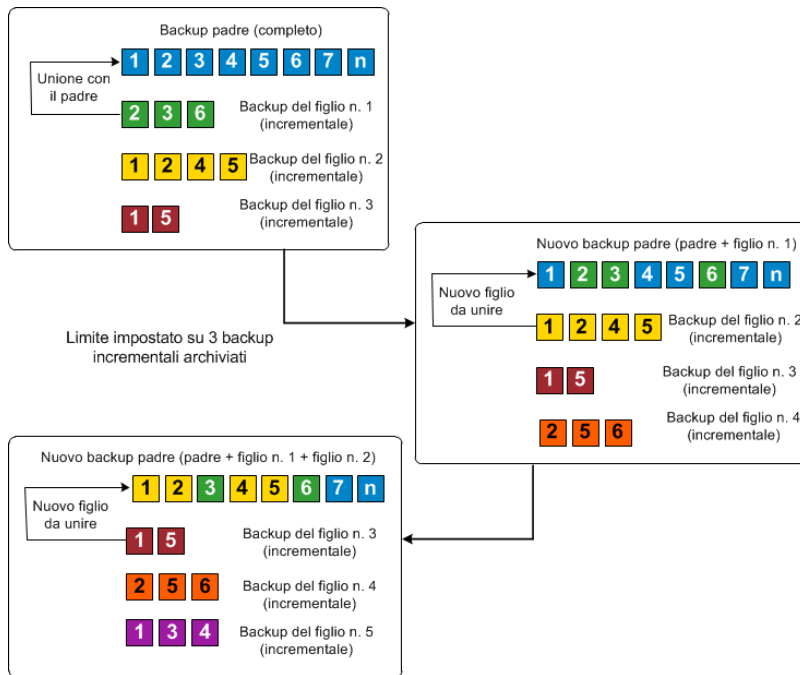 Backup padre (completo)
1 2 3 4 5 6 7 n
Unione con
il padre
2 3 6
Backup del figlio n. 1
(incrementale)
1 2 4 5
Backup del figlio n. 2
(incrementale)
1 5
Backup del figlio n. 3
(incrementale)
Limite impostato su 3 backup
incrementali archiviati
Nuovo backup padre (padre + figlio n. 1)
1 2 3 4 5 6 7 n
Nuovo figlio
da unire
1 2 4 5
Backup del figlio n. 2
(incrementale)
1 5
Backup del figlio n. 3
(incrementale)
2 5 6
Backup del figlio n. 4
(incrementale)
Nuovo backup padre (padre + figlio n. 1 + figlio n. 2)
1 2 3 4 5 6 7 n
Nuovo figlio
da unire
1 5
Backup del figlio n. 3
(incrementale)
2 5 6
Backup del figlio n. 4
(incrementale)
1 3 4
Backup del figlio n. 5
(incrementale)